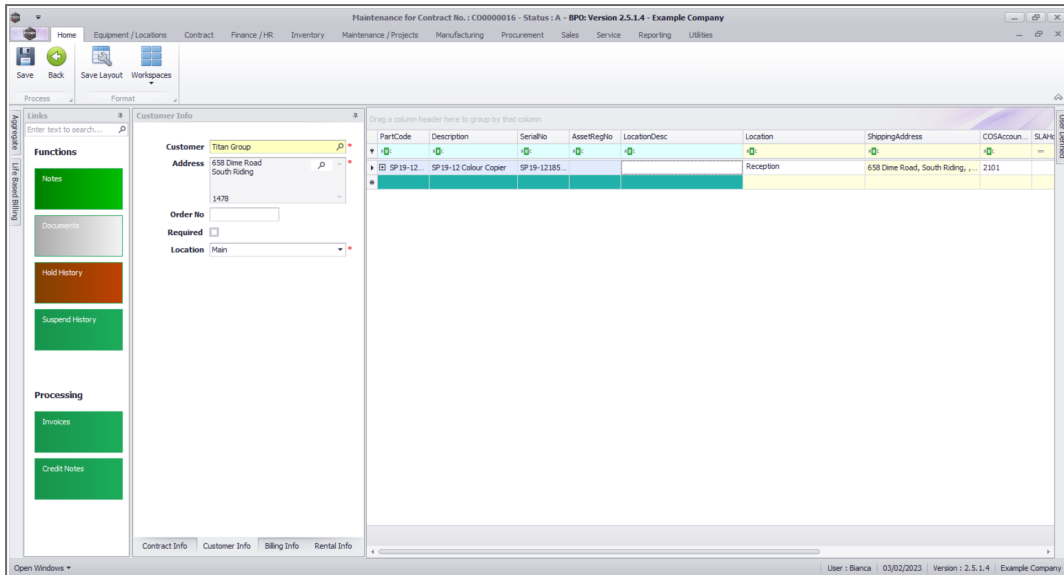 Maintenance for Contract No. : CO0000016 - Status : A - BPO: Version 2.5.1.4 - Example Company
Home Equipment / Locations Contract Finance / HR Inventory Maintenance / Projects Manufacturing Procurement Sales Service Reporting Utilities
Save Back Save Layout Workspaces
Process Format
Aggregate
Life Based Billing
Links
Enter text to search...
Functions
Notes
Documents
Hold History
Suspend History
Processing
Invoices
Credit Notes
Customer Info
Customer Titan Group *
Address 658 Dime Road *
South Riding
1478
Order No
Required
Location Main *
Contract Info Customer Info Billing Info Rental Info
Drag a column header here to group by that column
PartCode Description SerialNo AssetRegNo LocationDesc Location ShippingAddress COSAccoun... SLAHo
SP19-12... SP19-12 Colour Copier SP19-12185... Reception 658 Dime Road, South Riding, ,... 2101
User Defined
Open Windows User : Bianca 03/02/2023 Version : 2.5.1.4 Example Company